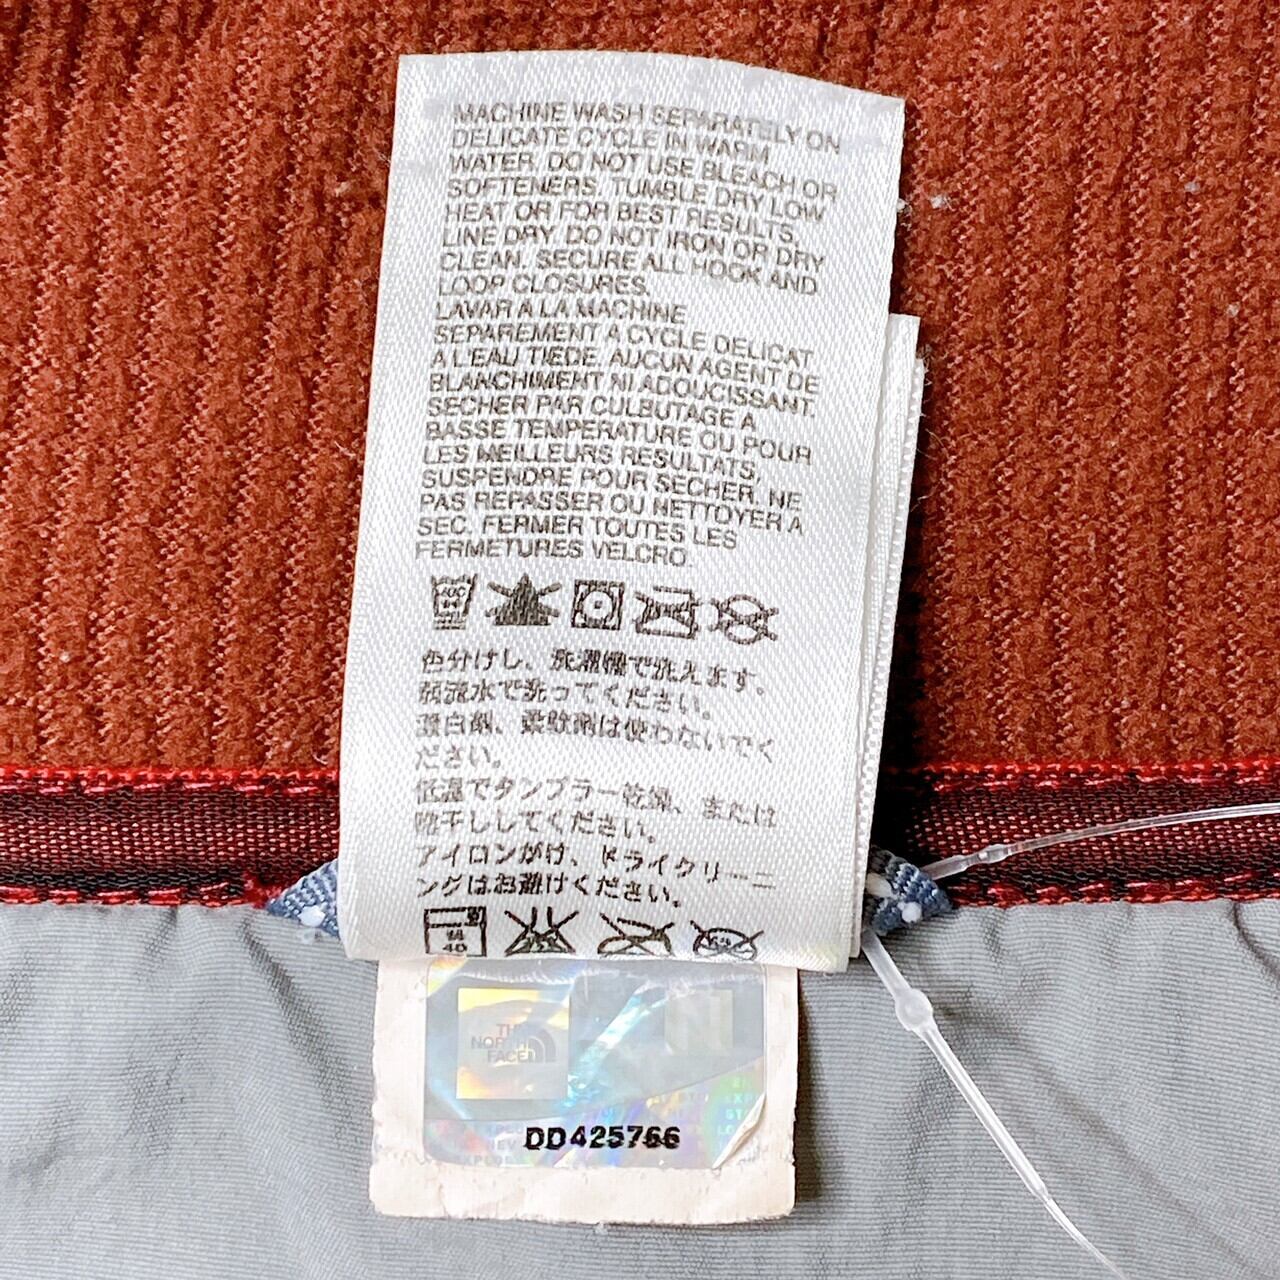 MACHINE WASH SEPARATELY ON
DELICATE CYCLE IN WARM
WATER. DO NOT USE BLEACH OR
SOFTENERS. TUMBLE DRY LOW
HEAT OR FOR BEST RESULTS,
LINE DRY. DO NOT IRON OR DRY
CLEAN. SECURE ALL HOOK AND
LOOP CLOSURES.
LAVAR A LA MACHINE
SEPAREMENT A CYCLE DELICAT
A L'EAU TIEDE. AUCUN AGENT DE
BLANCHIMENT NI ADOUCISSANT.
SECHER PAR CULBUTAGE A
BASSE TEMPERATURE OU POUR
LES MEILLEURS RESULTATS,
SUSPENDRE POUR SECHER. NE
PAS REPASSER OU NETTOYER A
SEC. FERMER TOUTES LES
FERMETURES VELCRO.
色分けし、洗濯機で洗えます。
弱流水で洗ってください。
漂白剤、柔軟剤は使わないでく
ださい。
低温でタンブラー乾燥、または
陰干ししてください。
アイロンがけ、ドライクリーニ
ングはお避けください。
40
THE
NORTH
FACE
DD425766